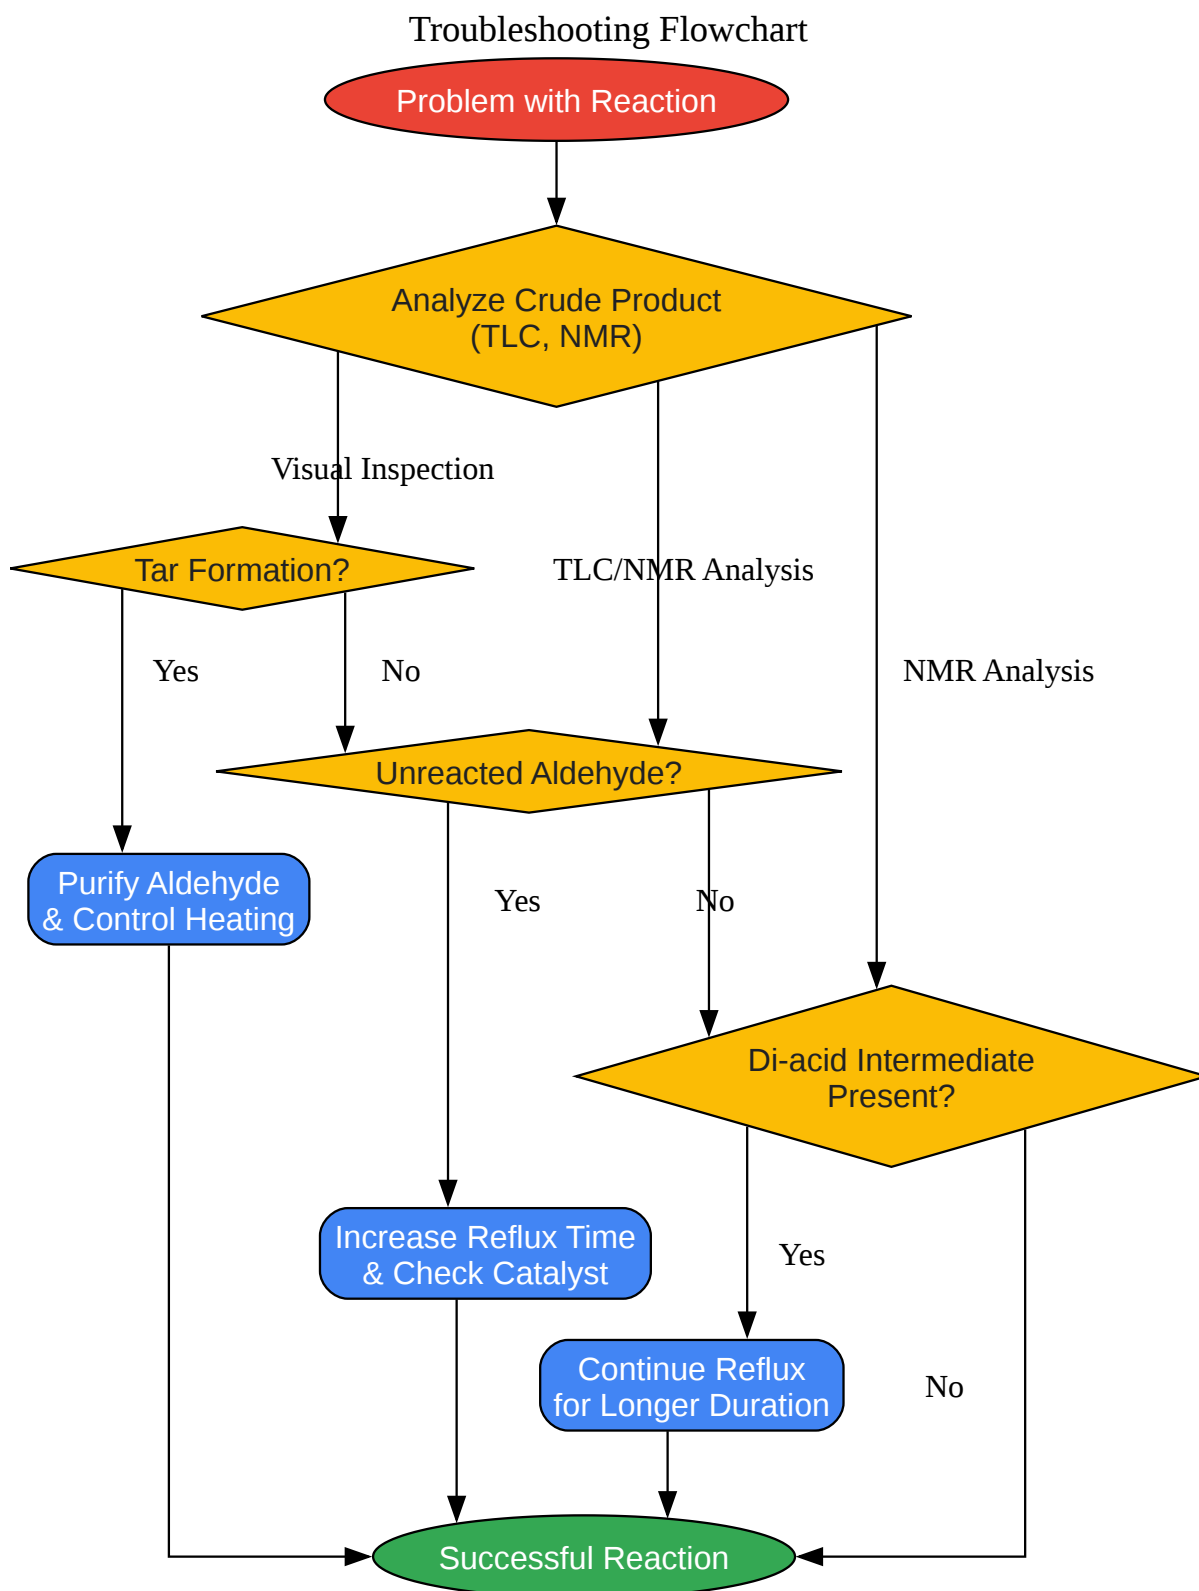 Troubleshooting Flowchart
Problem with Reaction
Analyze Crude Product
(TLC, NMR)
Visual Inspection
Tar Formation?
TLC/NMR Analysis
Yes
No
NMR Analysis
Unreacted Aldehyde?
Purify Aldehyde
& Control Heating
Yes
No
Di-acid Intermediate
Present?
Increase Reflux Time
& Check Catalyst
Yes
Continue Reflux
for Longer Duration
No
Successful Reaction